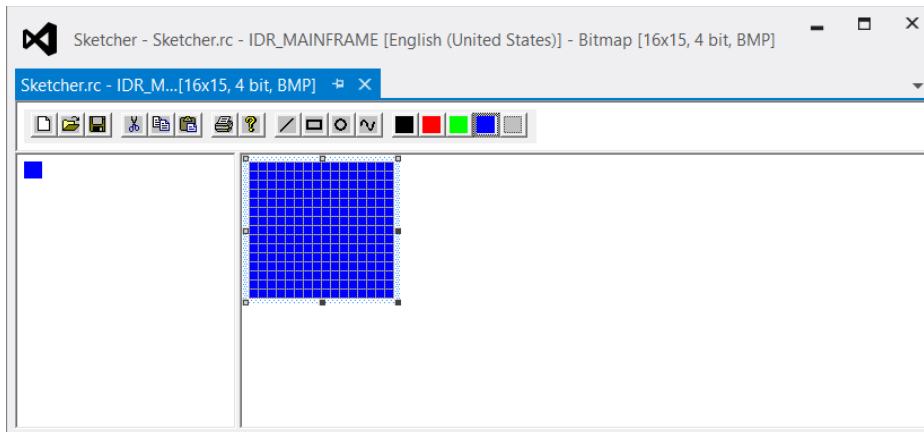 Sketcher - Sketcher.rc - IDR_MAINFRAME [English (United States)] - Bitmap [16x15, 4 bit, BMP]
Sketcher.rc - IDR_M...[16x15, 4 bit, BMP]